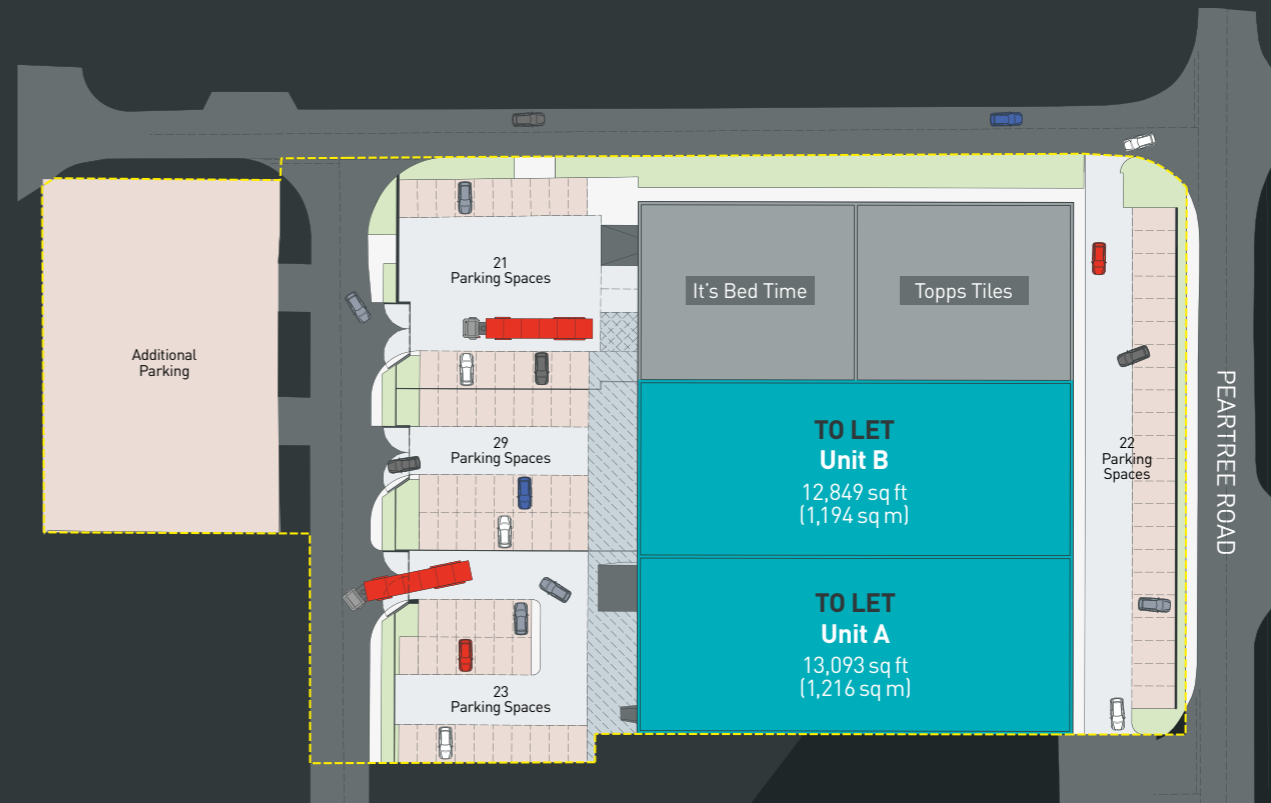 21
Parking Spaces
It's Bed Time
Topps Tiles
Additional
Parking
PEARTREE ROAD
TO LET
Unit B
12,849 sq ft
(1,194 sq m)
29
Parking Spaces
22
Parking
Spaces
TO LET
Unit A
13,093 sq ft
(1,216 sq m)
23
Parking Spaces